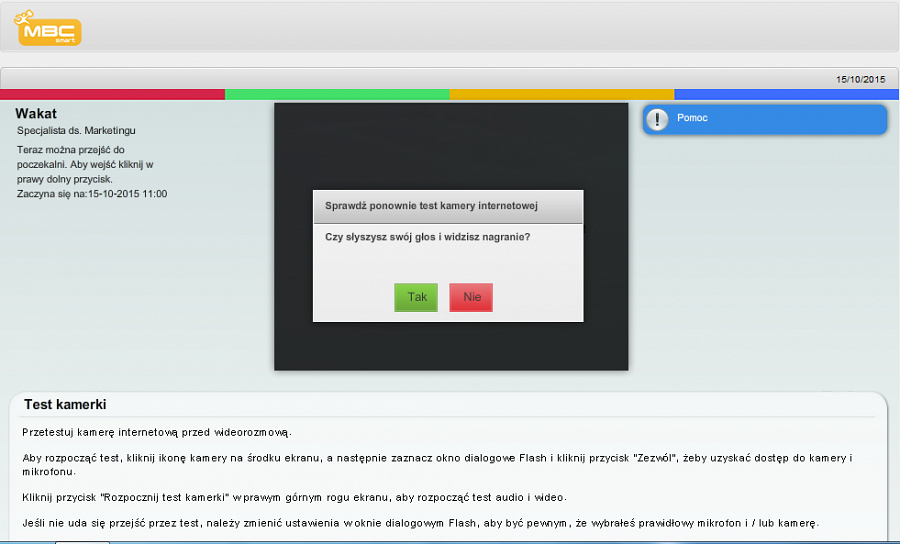 MBC
smart
15/10/2015
Wakat
Specjalista ds. Marketingu
Teraz można przejść do
poczekalni. Aby wejść kliknij w
prawy dolny przycisk.
Zaczyna się na:15-10-2015 11:00
Pomoc
Sprawdź ponownie test kamery internetowej
Czy słyszysz swój głos i widzisz nagranie?
Tak
Nie
Test kamerki
Przetestuj kamerę internetową przed wideorozmową.
Aby rozpocząć test, kliknij ikonę kamery na środku ekranu, a następnie zaznacz okno dialogowe Flash i kliknij przycisk "Zezwól", żeby uzyskać dostęp do kamery i
mikrofonu.
Kliknij przycisk "Rozpocznij test kamerki" w prawym górnym rogu ekranu, aby rozpocząć test audio i wideo.
Jeśli nie uda się przejść przez test, należy zmienić ustawienia w oknie dialogowym Flash, aby być pewnym, że wybrałeś prawidłowy mikrofon i / lub kamerę.